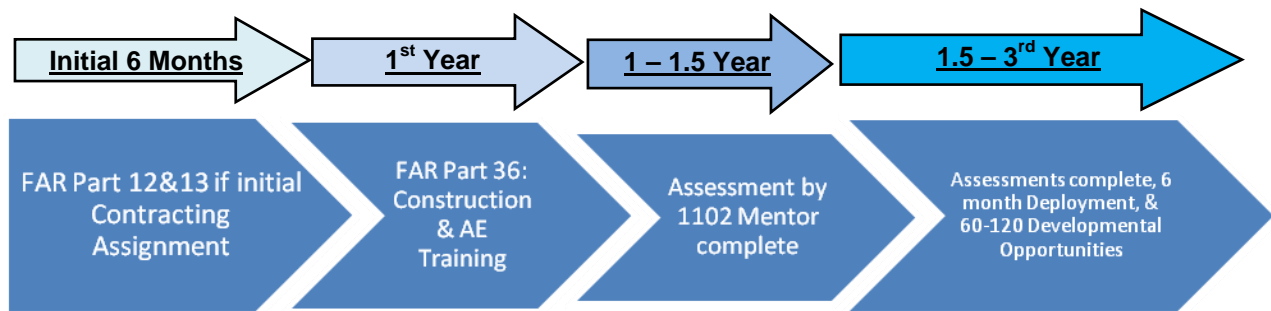 Initial 6 Months
1st Year
1 – 1.5 Year
1.5 – 3rd Year
FAR Part 12&13 if initial
Contracting
Assignment
FAR Part 36:
Construction
& AE
Training
Assessment by
1102 Mentor
complete
Assessments complete, 6
month Deployment, &
60-120 Developmental
Opportunities